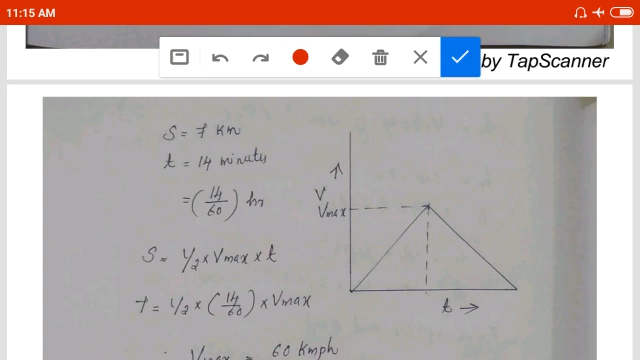 11:15 AM
by TapScanner
S = 7 Km
t = 14 minutes
= (14/60) hr
S = 1/2 × Vmax × t
7 = 1/2 × (14/60) × Vmax
∴ Vmax = 60 Kmph
V
Vmax
t →